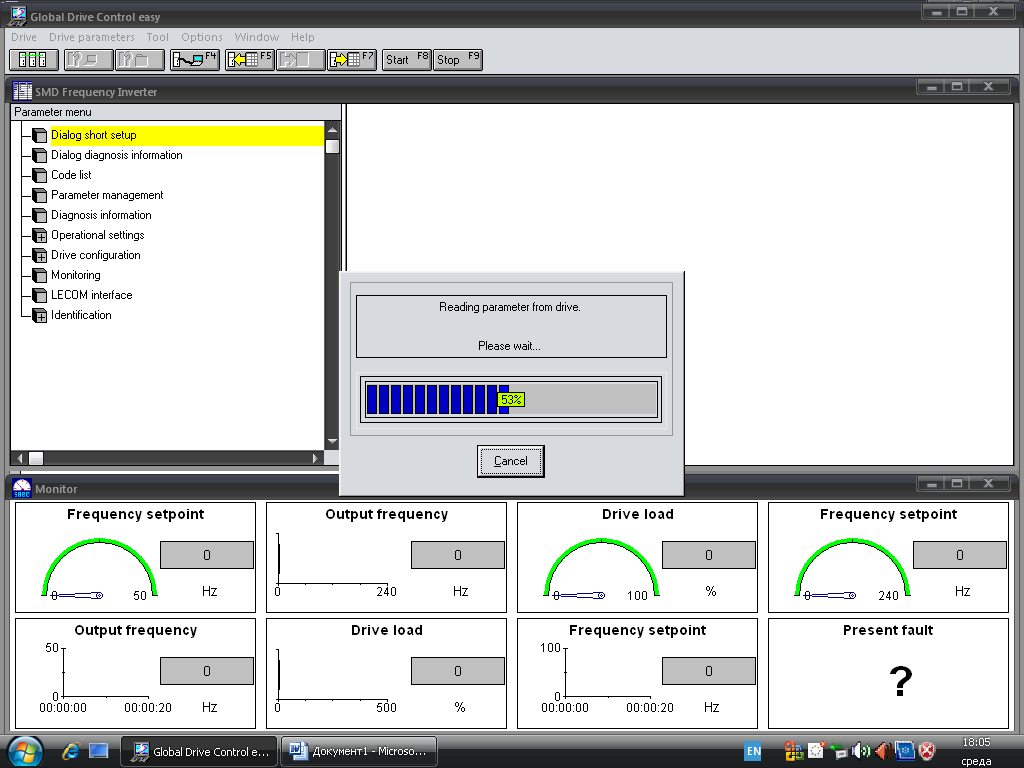 Global Drive Control easy
Drive Drive parameters Tool Options Window Help
F4 F5 F7 Start F8 Stop F9
SMD Frequency Inverter
Parameter menu
Dialog short setup
Dialog diagnosis information
Code list
Parameter management
Diagnosis information
Operational settings
Drive configuration
Monitoring
LECOM interface
Identification
Reading parameter from drive.
Please wait...
53%
Cancel
Monitor
Frequency setpoint
0
0 50 Hz
Output frequency
0
0 240 Hz
Drive load
0
0 100 %
Frequency setpoint
0
0 240 Hz
Output frequency
50
0
0
00:00:00 00:00:20 Hz
Drive load
0
0 500 %
Frequency setpoint
100
0
0
00:00:00 00:00:20 Hz
Present fault
?
Global Drive Control e...
Документ1 - Microso...
EN
18:05
среда